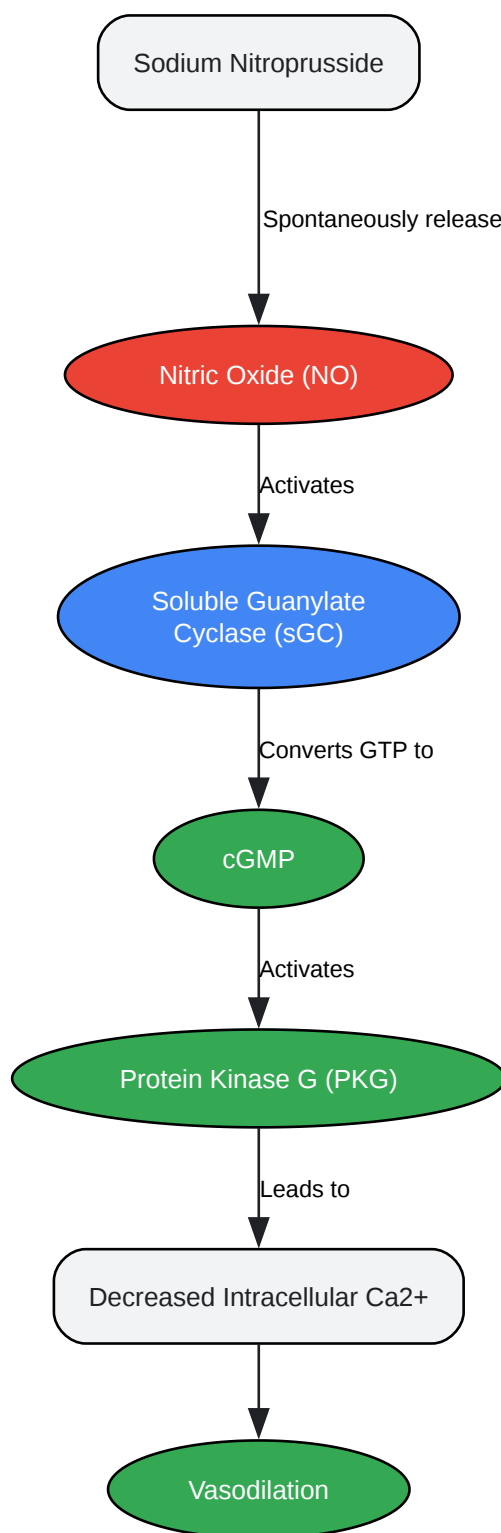 Sodium Nitroprusside
Spontaneously release
Nitric Oxide (NO)
Activates
Soluble Guanylate
Cyclase (sGC)
Converts GTP to
cGMP
Activates
Protein Kinase G (PKG)
Leads to
Decreased Intracellular Ca2+
Vasodilation